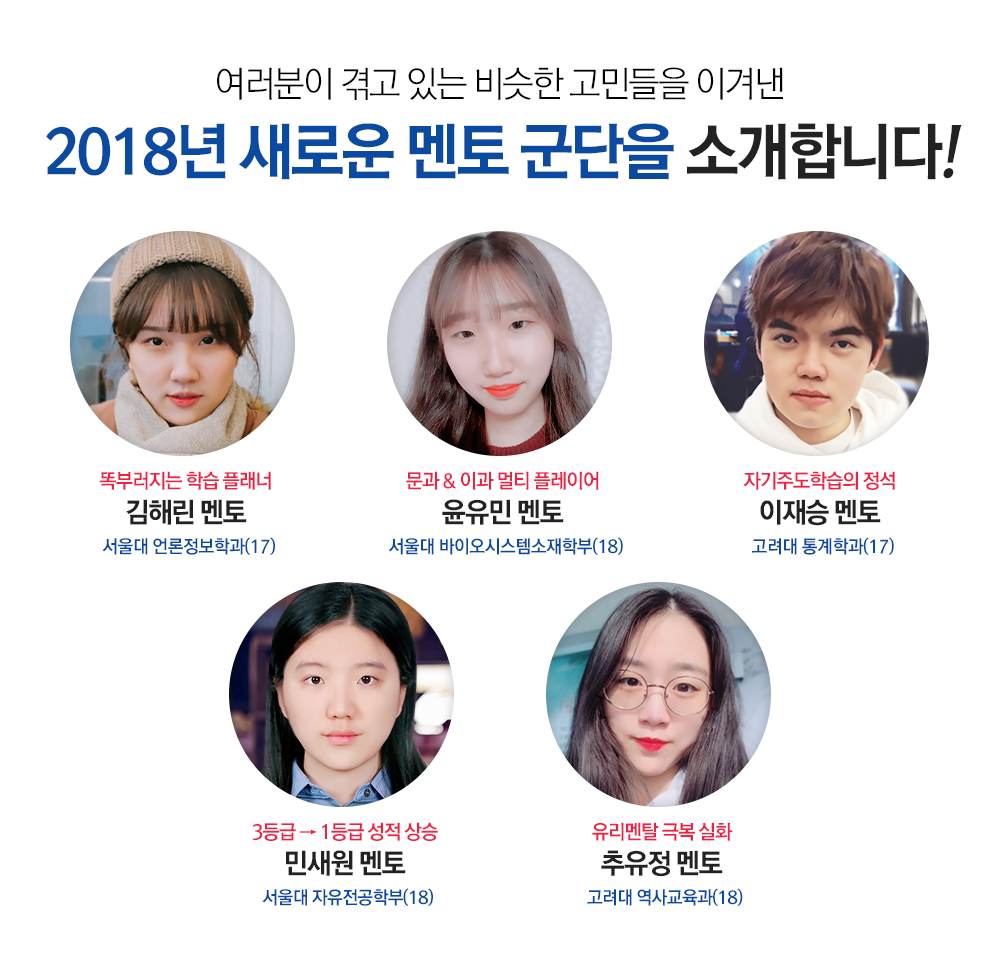 여러분이 겪고 있는 비슷한 고민들을 이겨낸
2018년 새로운 멘토 군단을 소개합니다!
똑부러지는 학습 플래너
김해린 멘토
서울대 언론정보학과(17)
문과 & 이과 멀티 플레이어
윤유민 멘토
서울대 바이오시스템소재학부(18)
자기주도학습의 정석
이재승 멘토
고려대 통계학과(17)
3등급 → 1등급 성적 상승
민새원 멘토
서울대 자유전공학부(18)
유리멘탈 극복 실화
추유정 멘토
고려대 역사교육과(18)